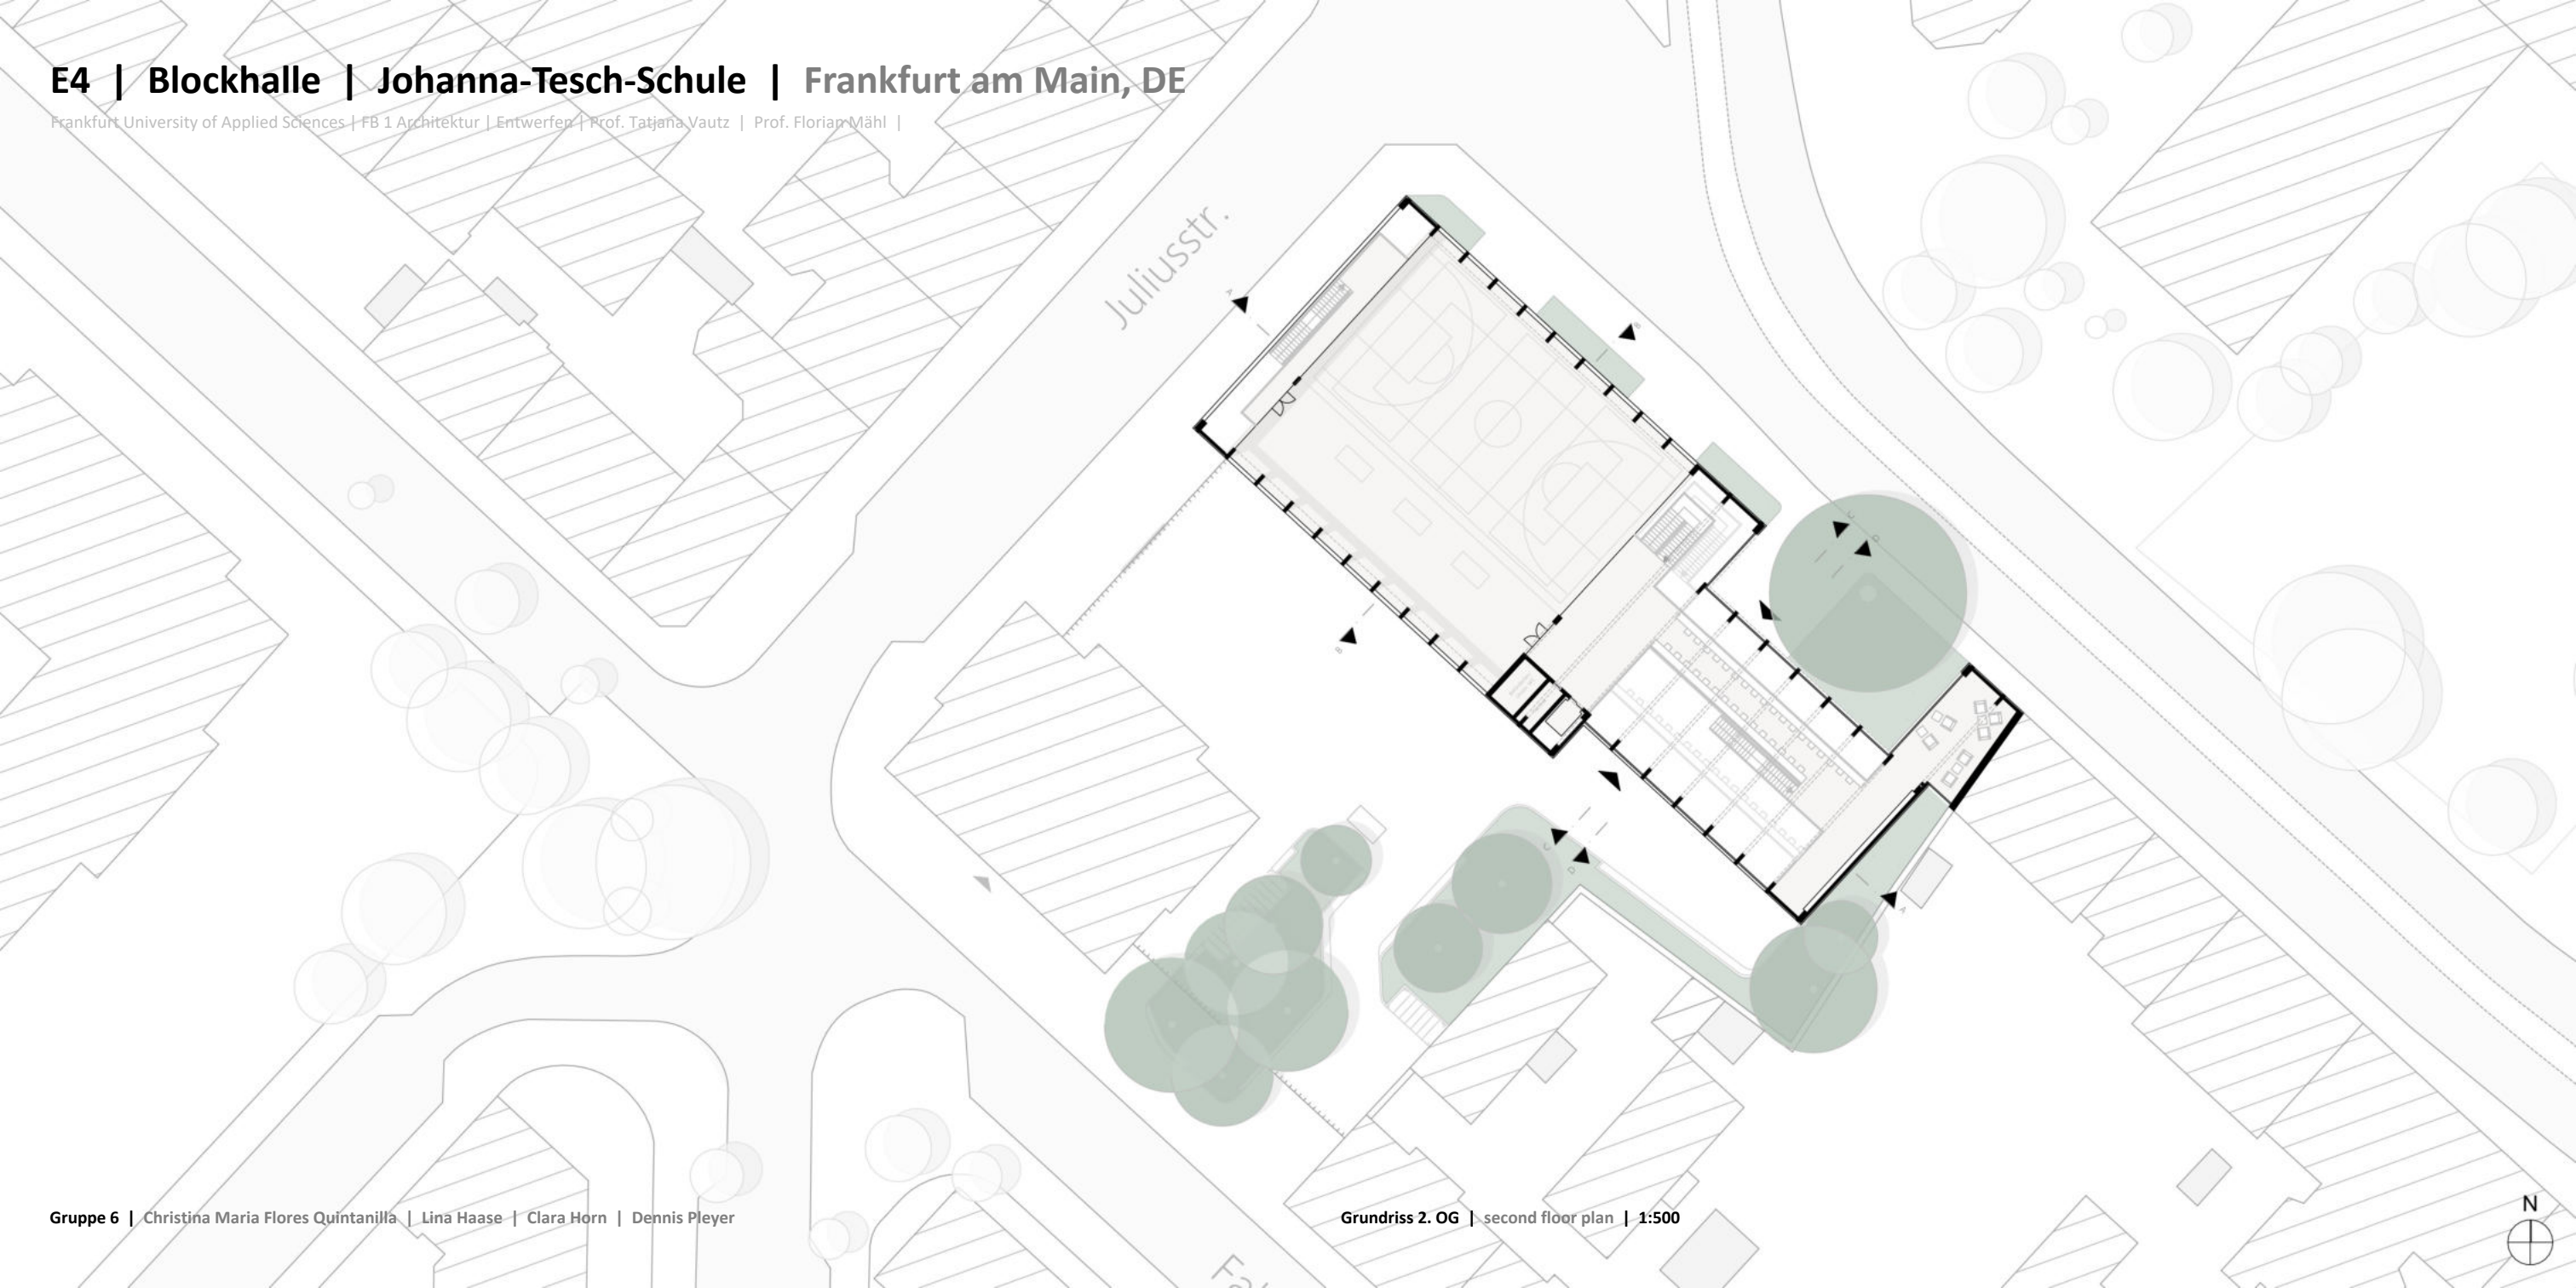 E4 | Blockhalle | Johanna-Tesch-Schule | Frankfurt am Main, DE
Frankfurt University of Applied Sciences | FB 1 Architektur | Entwerfen | Prof. Tatjana Vautz | Prof. Florian Mähl |
Juliusstr.
A
B
C
D
B
C
D
A
Gruppe 6 | Christina Maria Flores Quintanilla | Lina Haase | Clara Horn | Dennis Pleyer
Grundriss 2. OG | second floor plan | 1:500
N